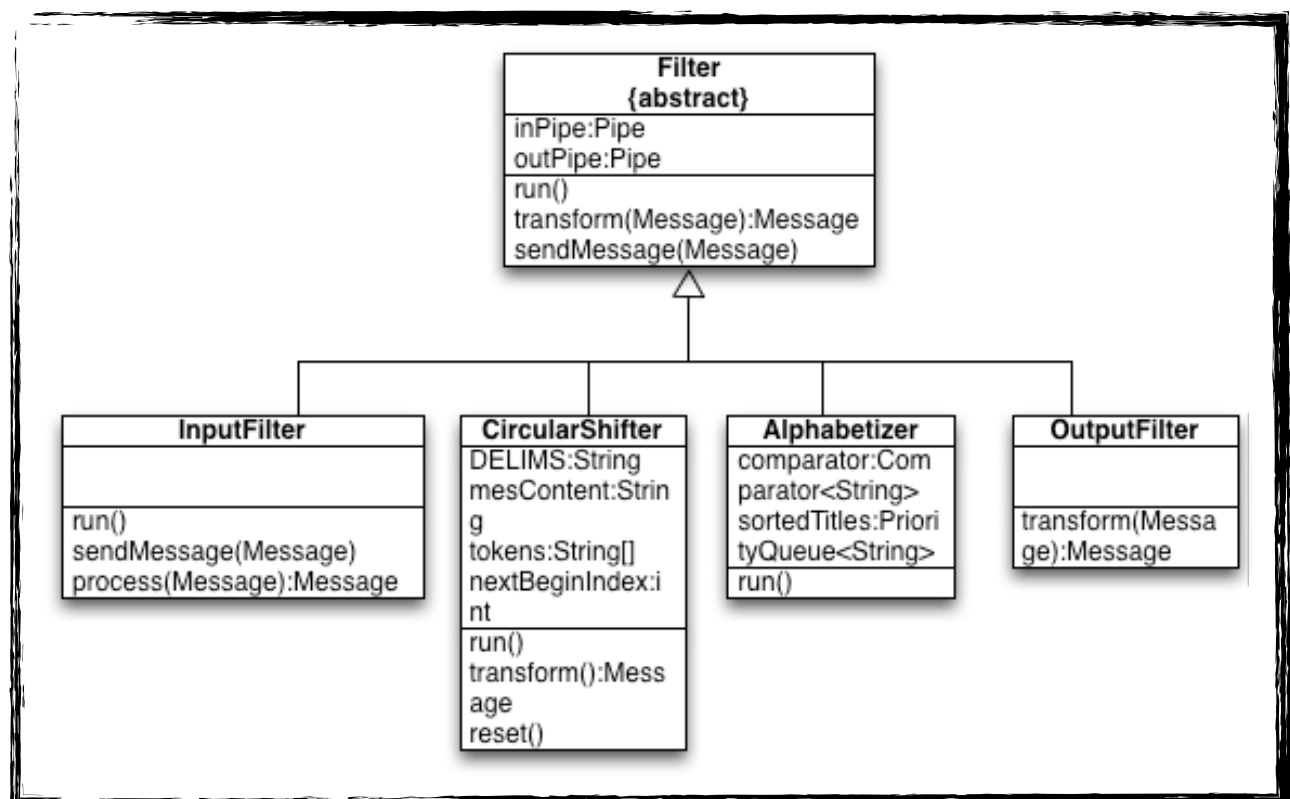 Filter
{abstract}
inPipe:Pipe
outPipe:Pipe
run()
transform(Message):Message
sendMessage(Message)
InputFilter
run()
sendMessage(Message)
process(Message):Message
CircularShifter
DELIMS:String
mesContent:Strin
g
tokens:String[]
nextBeginIndex:i
nt
run()
transform():Mess
age
reset()
Alphabetizer
comparator:Com
parator<String>
sortedTitles:Priori
tyQueue<String>
run()
OutputFilter
transform(Messa
ge):Message